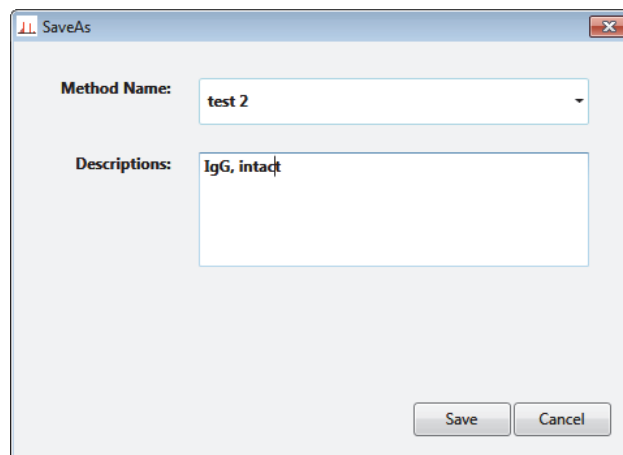 SaveAs
Method Name:
test 2
Descriptions:
IgG, intact
Save
Cancel